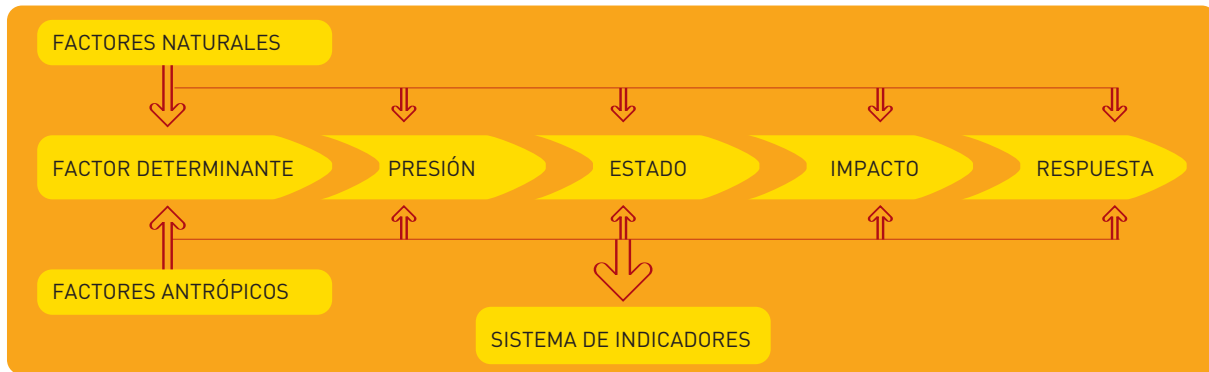 FACTORES NATURALES
FACTOR DETERMINANTE
PRESIÓN
ESTADO
IMPACTO
RESPUESTA
FACTORES ANTRÓPICOS
SISTEMA DE INDICADORES